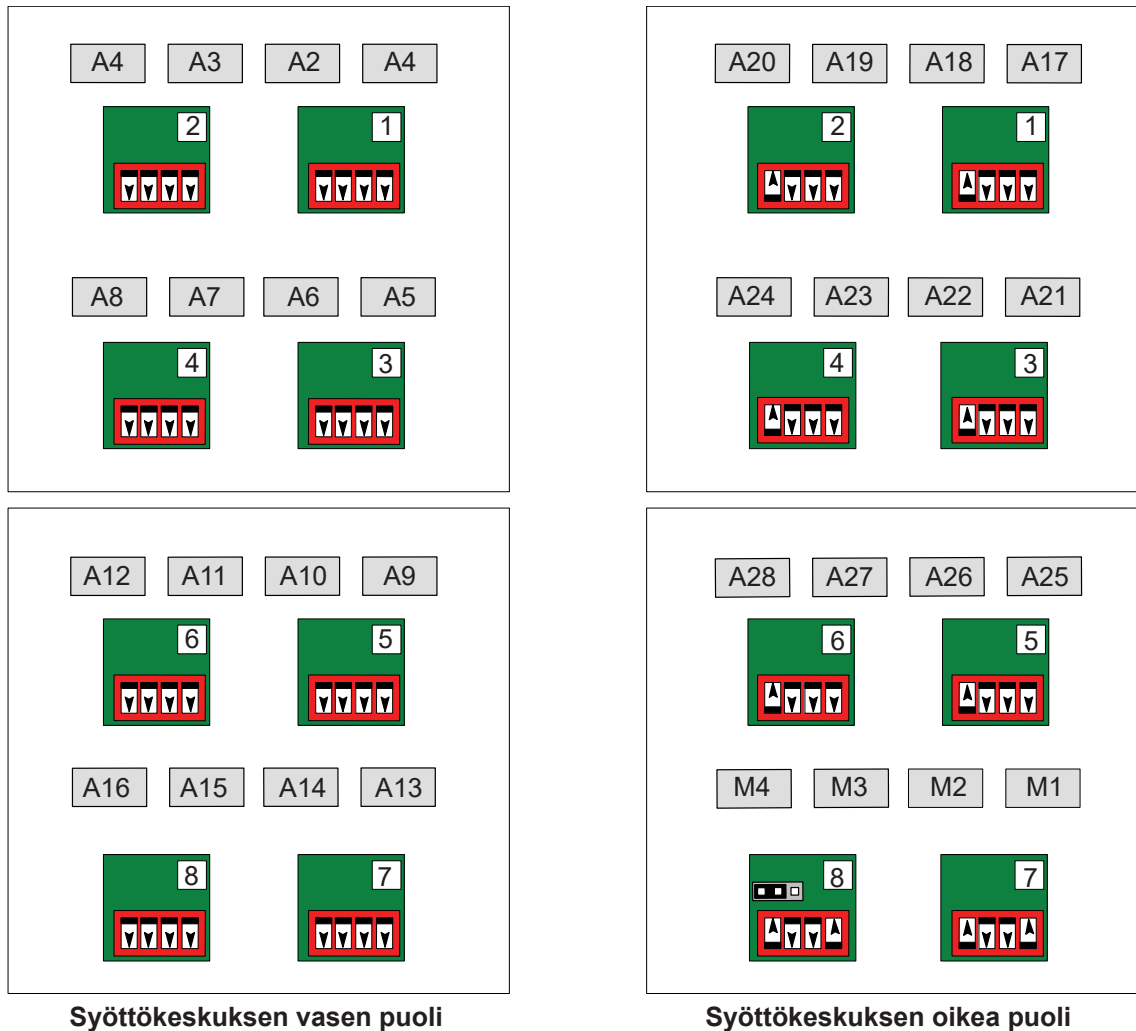 A4 A3 A2 A4
2 1
A8 A7 A6 A5
4 3
A12 A11 A10 A9
6 5
A16 A15 A14 A13
8 7
Syöttökeskuksen vasen puoli
A20 A19 A18 A17
2 1
A24 A23 A22 A21
4 3
A28 A27 A26 A25
6 5
M4 M3 M2 M1
8 7
Syöttökeskuksen oikea puoli